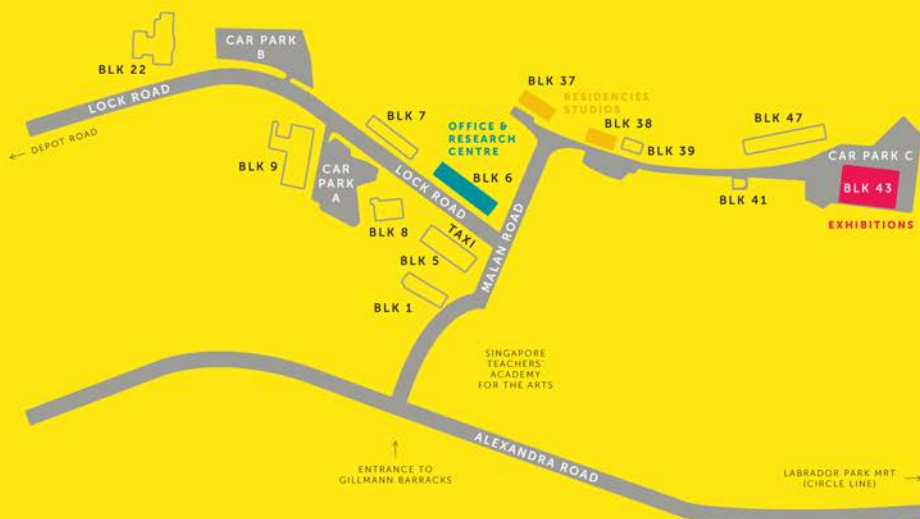 CAR PARK
B
BLK 22
LOCK ROAD
← DEPOT ROAD
BLK 7
BLK 9
CAR
PARK
A
OFFICE &
RESEARCH
CENTRE
BLK 6
LOCK ROAD
BLK 8
TAXI
BLK 5
BLK 1
MALAN ROAD
BLK 37
RESIDENCIES
STUDIOS
BLK 38
BLK 39
BLK 47
CAR PARK C
BLK 43
BLK 41
EXHIBITIONS
SINGAPORE
TEACHERS'
ACADEMY
FOR THE ARTS
ALEXANDRA ROAD
ENTRANCE TO
GILLMANN BARRACKS
LABRADOR PARK MRT →
(CIRCLE LINE)